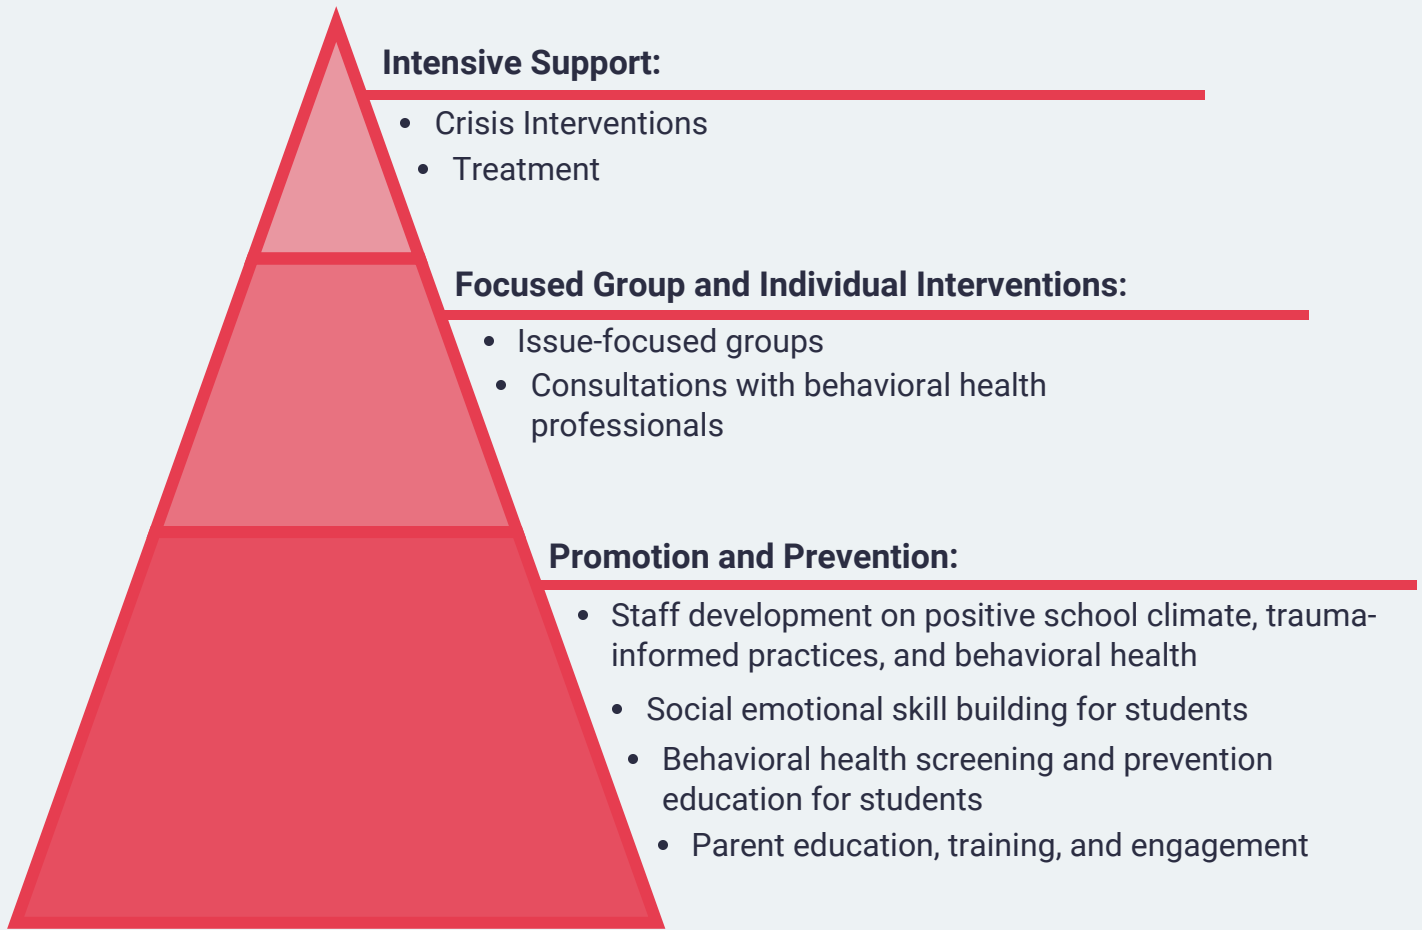 Intensive Support:
• Crisis Interventions
• Treatment
Focused Group and Individual Interventions:
• Issue-focused groups
• Consultations with behavioral health
professionals
Promotion and Prevention:
• Staff development on positive school climate, trauma-
informed practices, and behavioral health
• Social emotional skill building for students
• Behavioral health screening and prevention
education for students
• Parent education, training, and engagement